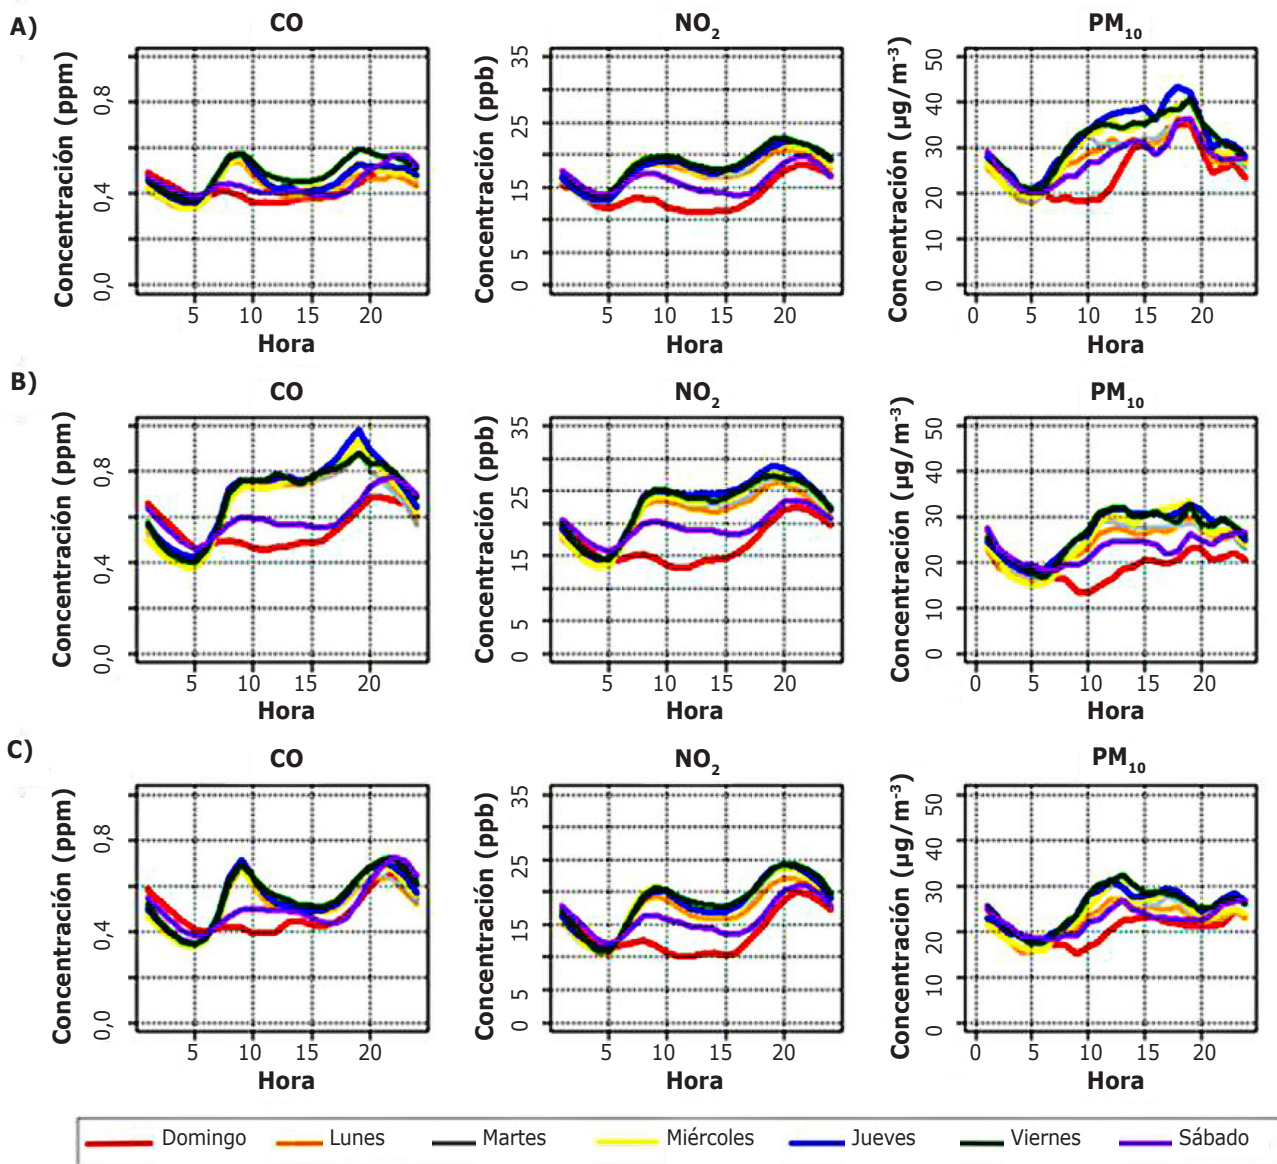 A)
CO
NO2
PM10
Concentración (ppm)
0,0 0,4 0,8
5 10 15 20
Hora
Concentración (ppb)
0 5 15 25 35
5 10 15 20
Hora
Concentración (µg/m-3)
0 10 20 30 40 50
0 5 10 15 20
Hora
B)
CO
NO2
PM10
Concentración (ppm)
0,0 0,4 0,8
5 10 15 20
Hora
Concentración (ppb)
0 5 15 25 35
5 10 15 20
Hora
Concentración (µg/m-3)
0 10 20 30 40 50
0 5 10 15 20
Hora
C)
CO
NO2
PM10
Concentración (ppm)
0,0 0,4 0,8
5 10 15 20
Hora
Concentración (ppb)
0 5 15 25 35
5 10 15 20
Hora
Concentración (µg/m-3)
0 10 20 30 40 50
0 5 10 15 20
Hora
Domingo Lunes Martes Miércoles Jueves Viernes Sábado